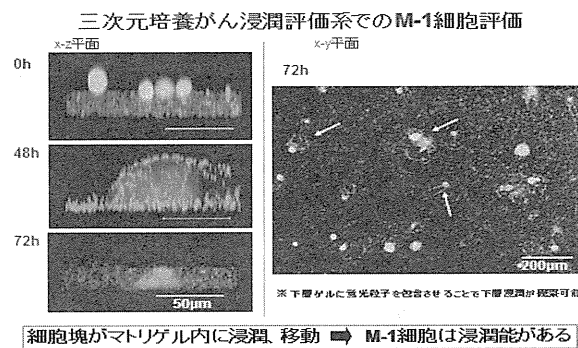 三次元培養がん浸潤評価系でのM-1細胞評価
x-z平面
x-y平面
0h
72h
48h
72h
50μm
200μm
※下層ゲルに蛍光粒子を包含させることで下層浸潤が観察可能
細胞塊がマトリゲル内に浸潤、移動 ➡ M-1細胞は浸潤能がある